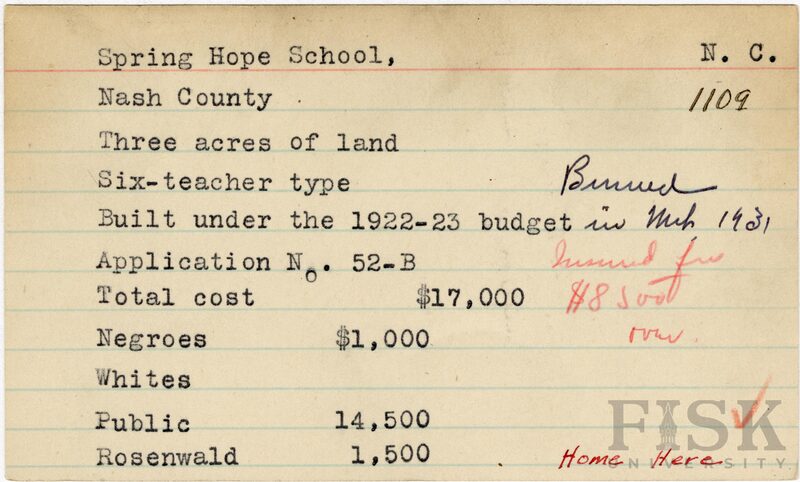 Spring Hope School, N. C.
Nash County 1109
Three acres of land
Six-teacher type Burned
Built under the 1922-23 budget in Mch 1931
Application No. 52-B Insured for
Total cost $17,000 $8500
Negroes $1,000 over.
Whites
Public 14,500
Rosenwald 1,500 Home Here
FISK
UNIVERSITY